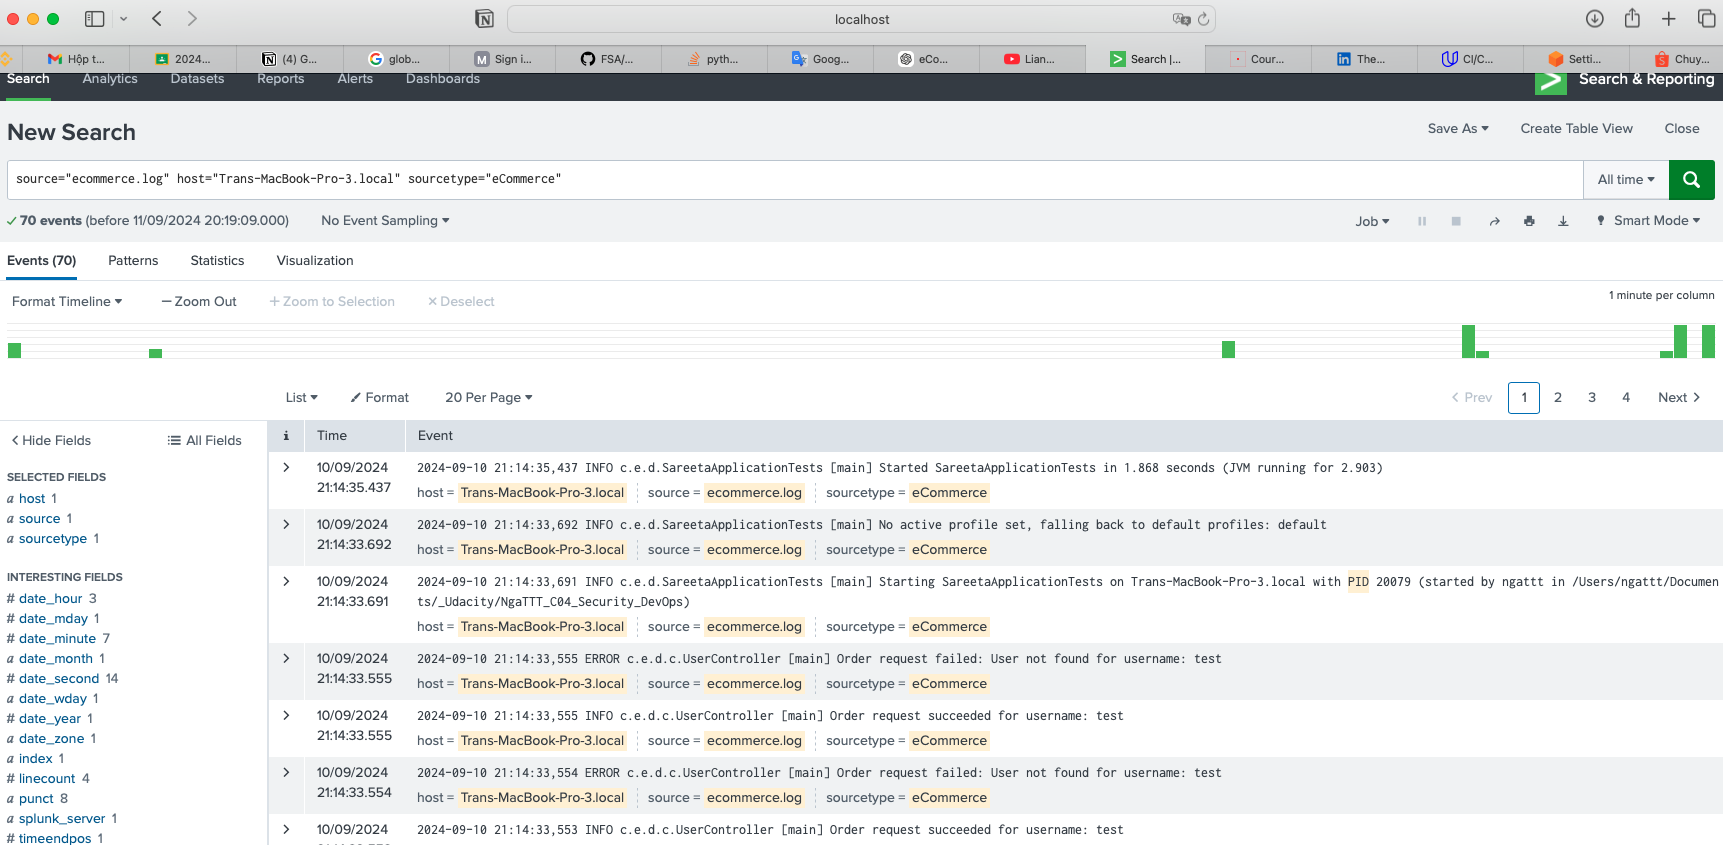 localhost
Hộp t...
2024...
(4) G...
glob...
Sign i...
FSA/...
pyth...
Goog...
eCo...
Lian...
Search |...
Cour...
The...
CI/C...
Setti...
Chuy...
Search Analytics Datasets Reports Alerts Dashboards Search & Reporting
New Search
Save As Create Table View Close
source="ecommerce.log" host="Trans-MacBook-Pro-3.local" sourcetype="eCommerce"
All time
70 events (before 11/09/2024 20:19:09.000) No Event Sampling
Job Smart Mode
Events (70) Patterns Statistics Visualization
Format Timeline — Zoom Out + Zoom to Selection × Deselect
1 minute per column
List Format 20 Per Page
< Prev 1 2 3 4 Next >
< Hide Fields All Fields
SELECTED FIELDS
a host 1
a source 1
a sourcetype 1
INTERESTING FIELDS
# date_hour 3
# date_mday 1
# date_minute 7
a date_month 1
# date_second 14
a date_wday 1
# date_year 1
a date_zone 1
a index 1
# linecount 4
a punct 8
a splunk_server 1
# timeendpos 1
i Time Event
10/09/2024
21:14:35.437
2024-09-10 21:14:35,437 INFO c.e.d.SareetaApplicationTests [main] Started SareetaApplicationTests in 1.868 seconds (JVM running for 2.903)
host = Trans-MacBook-Pro-3.local source = ecommerce.log sourcetype = eCommerce
10/09/2024
21:14:33.692
2024-09-10 21:14:33,692 INFO c.e.d.SareetaApplicationTests [main] No active profile set, falling back to default profiles: default
host = Trans-MacBook-Pro-3.local source = ecommerce.log sourcetype = eCommerce
10/09/2024
21:14:33.691
2024-09-10 21:14:33,691 INFO c.e.d.SareetaApplicationTests [main] Starting SareetaApplicationTests on Trans-MacBook-Pro-3.local with PID 20079 (started by ngattt in /Users/ngattt/Documen
ts/_Udacity/NgaTTT_C04_Security_DevOps)
host = Trans-MacBook-Pro-3.local source = ecommerce.log sourcetype = eCommerce
10/09/2024
21:14:33.555
2024-09-10 21:14:33,555 ERROR c.e.d.c.UserController [main] Order request failed: User not found for username: test
host = Trans-MacBook-Pro-3.local source = ecommerce.log sourcetype = eCommerce
10/09/2024
21:14:33.555
2024-09-10 21:14:33,555 INFO c.e.d.c.UserController [main] Order request succeeded for username: test
host = Trans-MacBook-Pro-3.local source = ecommerce.log sourcetype = eCommerce
10/09/2024
21:14:33.554
2024-09-10 21:14:33,554 ERROR c.e.d.c.UserController [main] Order request failed: User not found for username: test
host = Trans-MacBook-Pro-3.local source = ecommerce.log sourcetype = eCommerce
10/09/2024
2024-09-10 21:14:33,553 INFO c.e.d.c.UserController [main] Order request succeeded for username: test